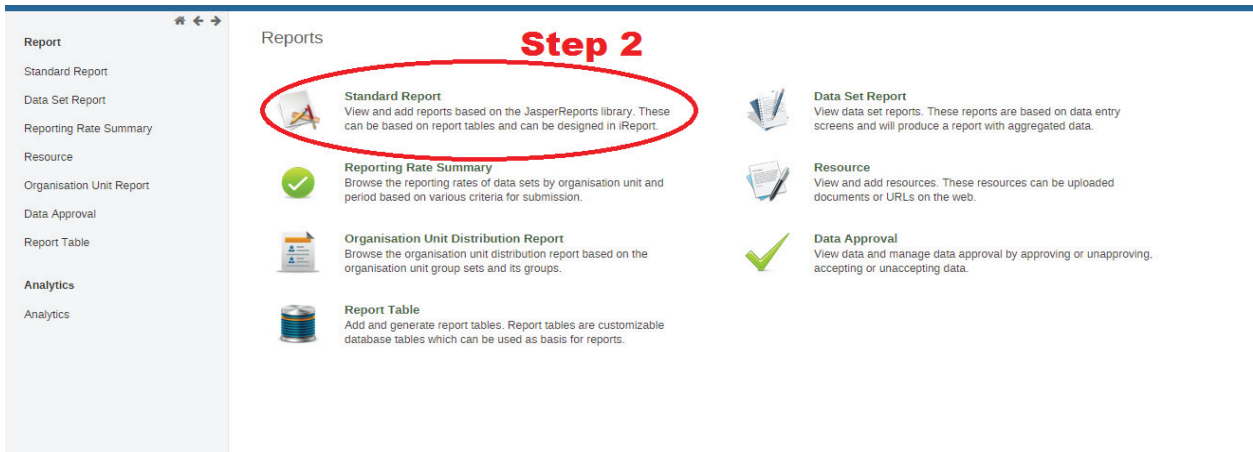 Report
Standard Report
Data Set Report
Reporting Rate Summary
Resource
Organisation Unit Report
Data Approval
Report Table
Analytics
Analytics
Reports
Step 2
Standard Report
View and add reports based on the JasperReports library. These
can be based on report tables and can be designed in iReport.
Data Set Report
View data set reports. These reports are based on data entry
screens and will produce a report with aggregated data.
Reporting Rate Summary
Browse the reporting rates of data sets by organisation unit and
period based on various criteria for submission.
Resource
View and add resources. These resources can be uploaded
documents or URLs on the web.
Organisation Unit Distribution Report
Browse the organisation unit distribution report based on the
organisation unit group sets and its groups.
Data Approval
View data and manage data approval by approving or unapproving,
accepting or unaccepting data.
Report Table
Add and generate report tables. Report tables are customizable
database tables which can be used as basis for reports.